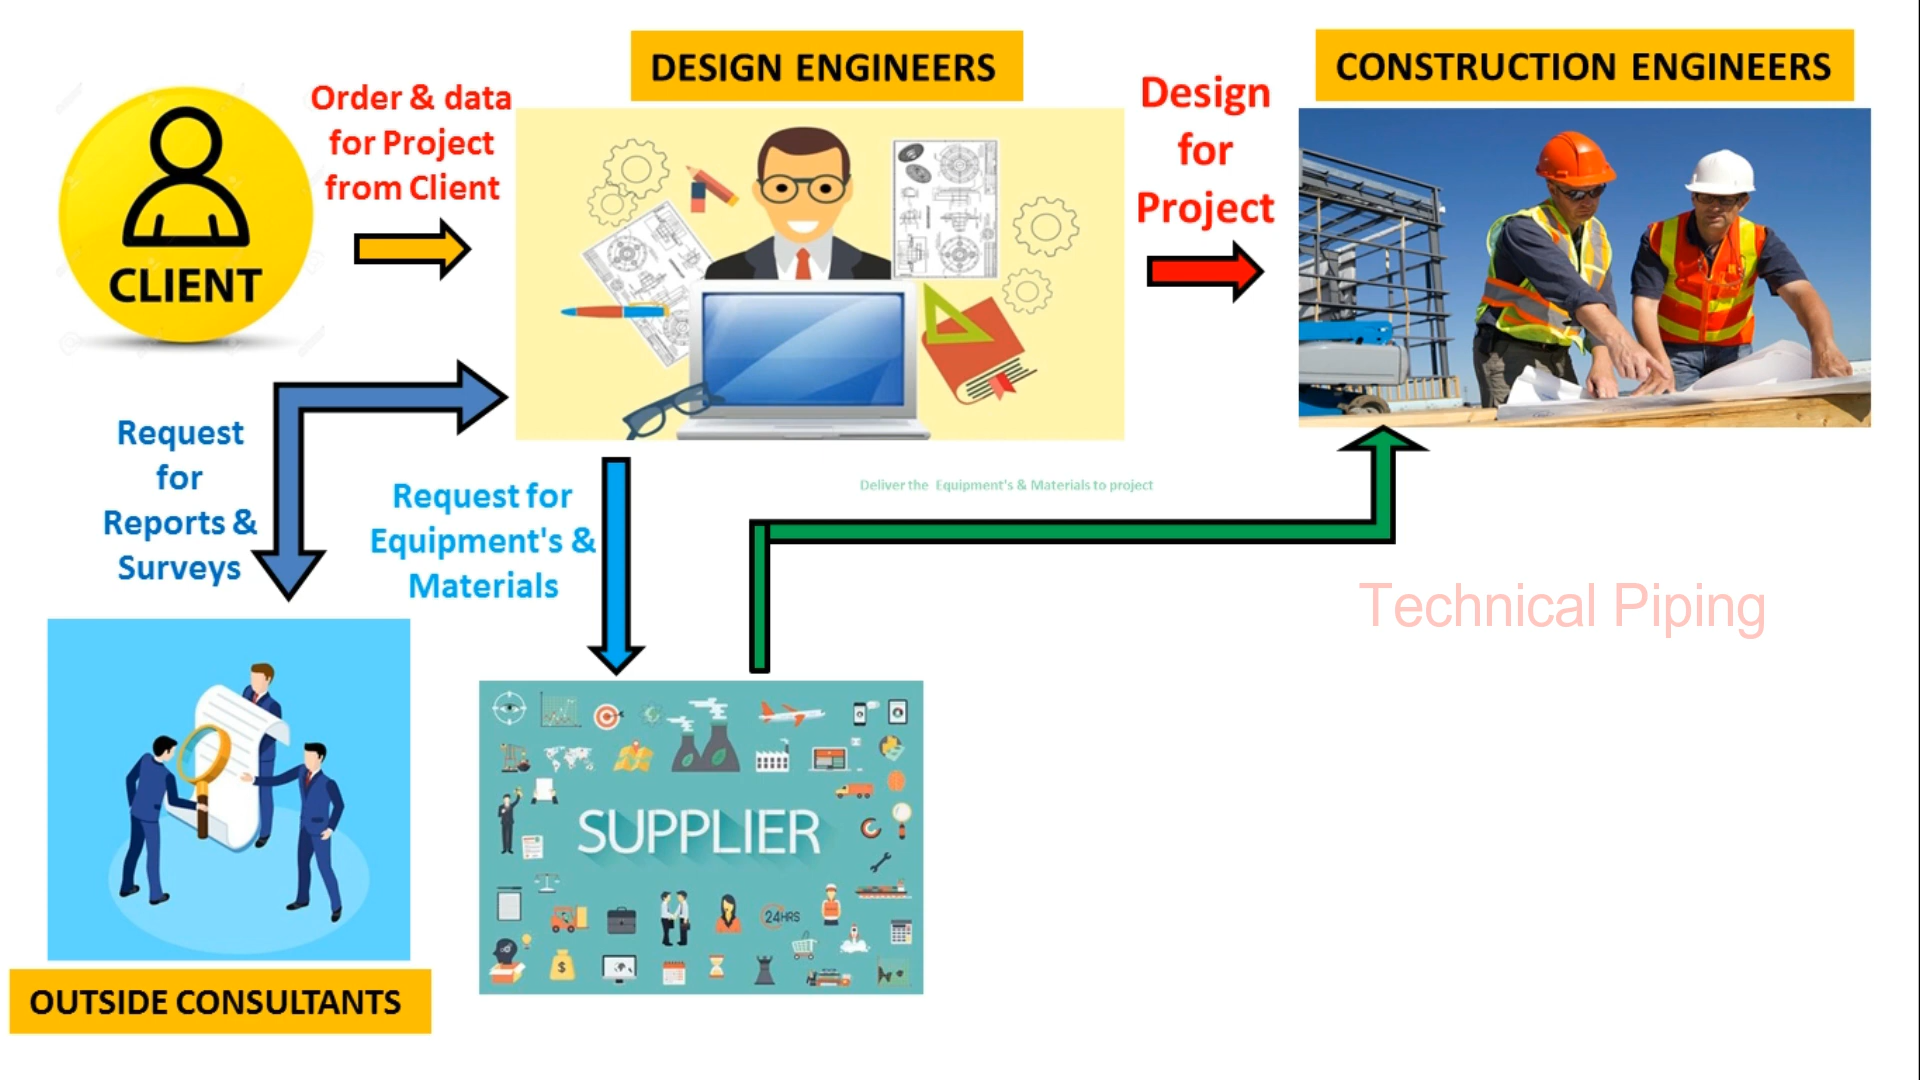 DESIGN ENGINEERS
CONSTRUCTION ENGINEERS
Order & data
for Project
from Client
Design
for
Project
CLIENT
Request
for
Reports &
Surveys
Request for
Equipment's &
Materials
Deliver the Equipment's & Materials to project
Technical Piping
SUPPLIER
24HRS
$
OUTSIDE CONSULTANTS